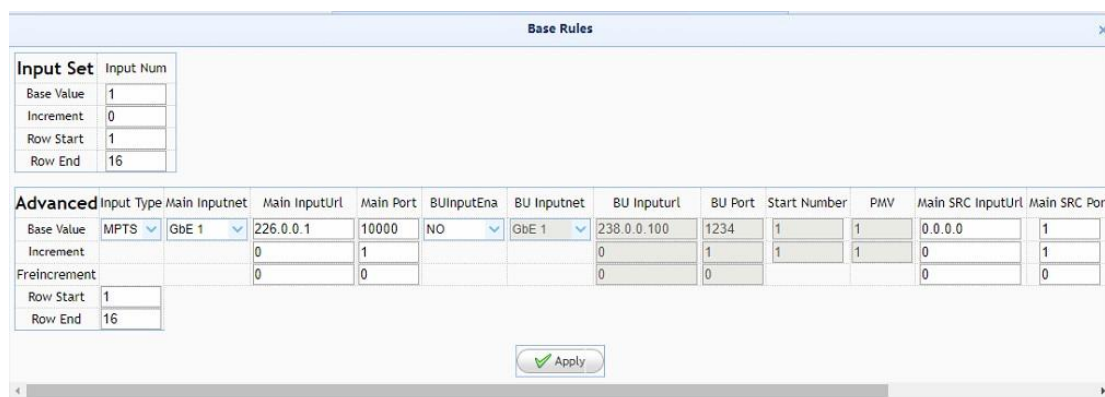 Base Rules
Input Set Input Num
Base Value 1
Increment 0
Row Start 1
Row End 16
Advanced Input Type Main Inputnet Main InputUrl Main Port BUInputEna BU Inputnet BU Inputurl BU Port Start Number PMV Main SRC InputUrl Main SRC Por
Base Value MPTS GbE 1 226.0.0.1 10000 NO GbE 1 238.0.0.100 1234 1 1 0.0.0.0 1
Increment 0 1 0 1 1 1 0 1
Freincrement 0 0 0 0 0 0
Row Start 1
Row End 16
Apply